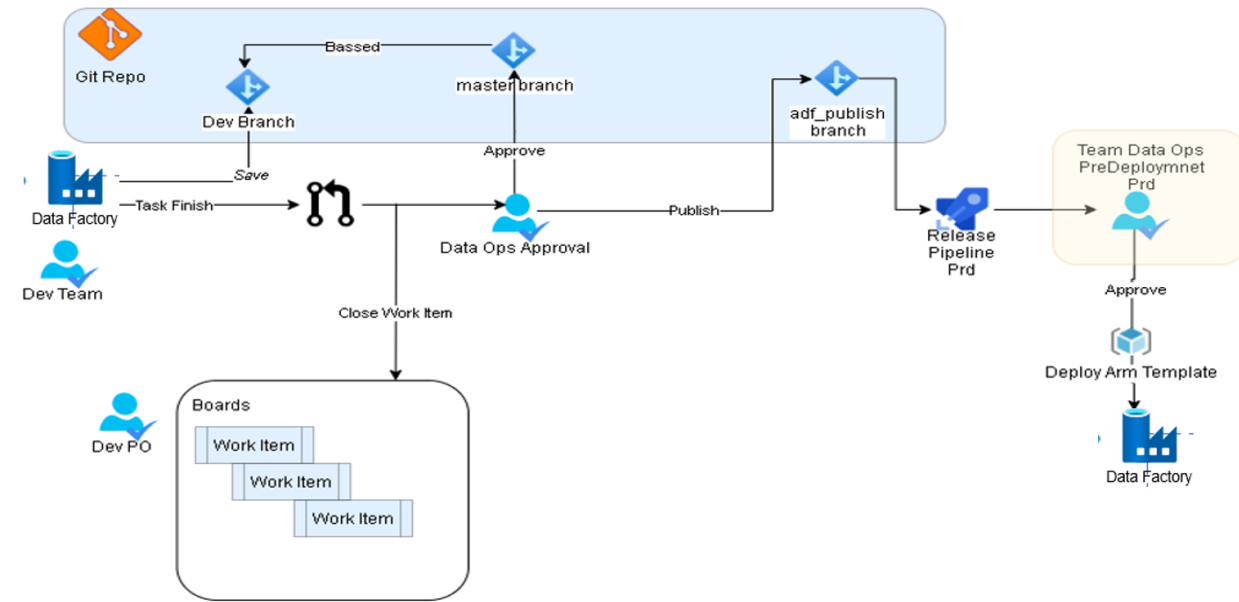 Git Repo
Bassed
master branch
Dev Branch
adf_publish
branch
Approve
Save
Data Factory
Task Finish
Data Ops Approval
Publish
Release
Pipeline
Prd
Team Data Ops
PreDeploymnet
Prd
Dev Team
Approve
Close Work Item
Deploy Arm Template
Data Factory
Dev PO
Boards
Work Item
Work Item
Work Item